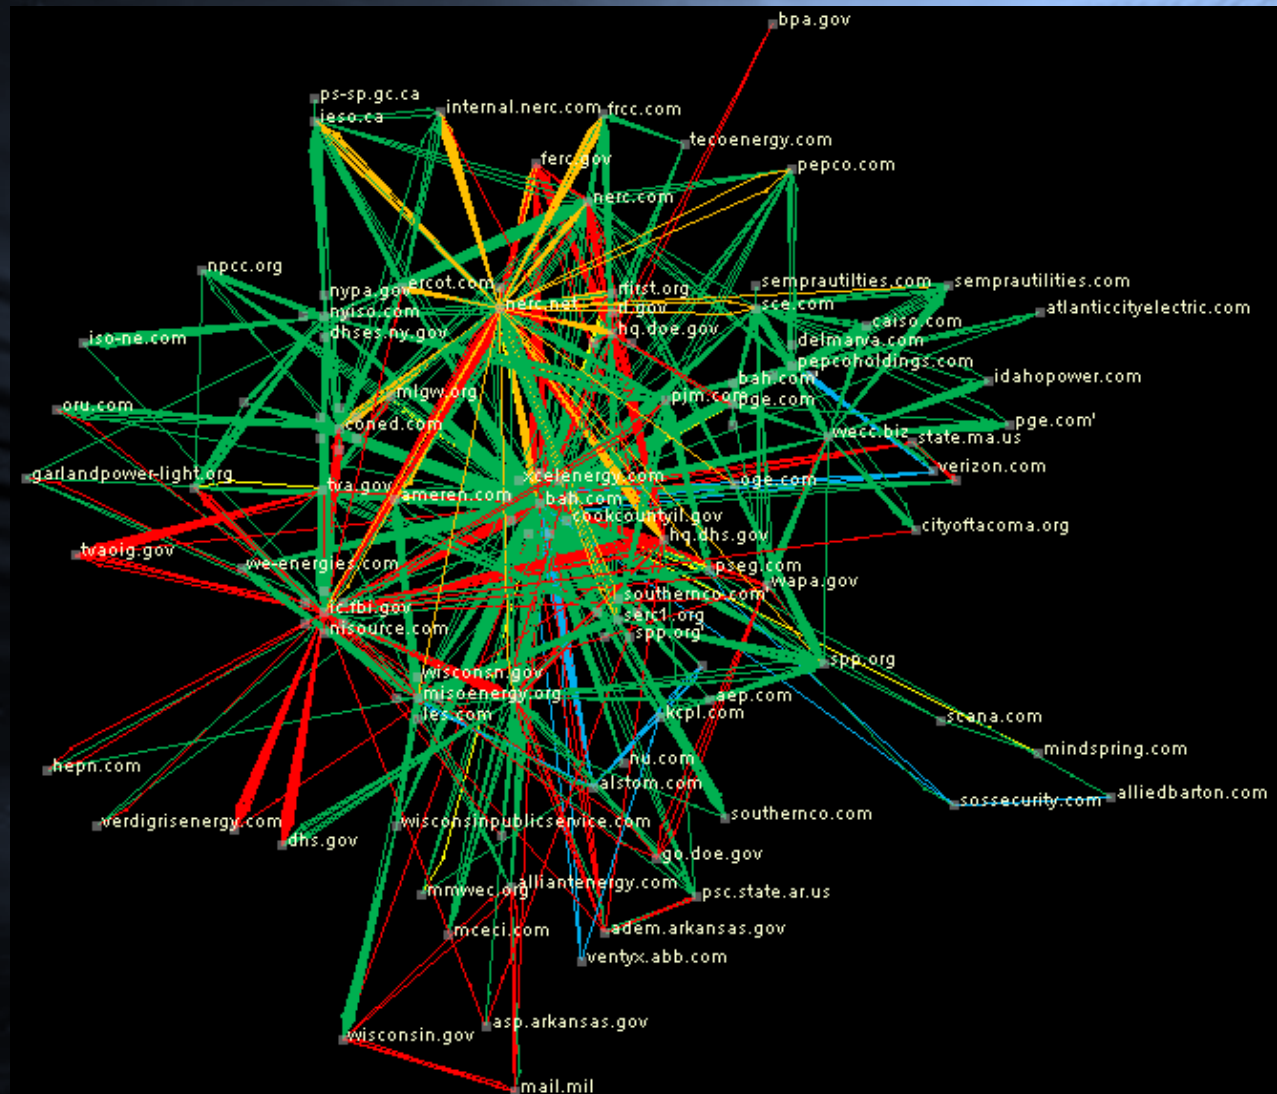 bpa.gov
ps-sp.gc.ca
ieso.ca
internal.nerc.com
frcc.com
tecoenergy.com
ferc.gov
pepco.com
nerc.com
npcc.org
ercot.com
nypa.gov
rfirst.org
semprautilties.com
semprautilities.com
nerc.net
nyiso.com
sce.com
atlanticcityelectric.com
dhses.ny.gov
hq.doe.gov
caiso.com
iso-ne.com
delmarva.com
pepcoholdings.com
bah.com'
idahopower.com
mlgw.org
pjm.com
pge.com
oru.com
coned.com
wecc.biz
pge.com'
state.ma.us
garlandpower-light.org
xcelenergy.com
verizon.com
tva.gov
ameren.com
bah.com
oge.com
cookcountyil.gov
cityoftacoma.org
tvaoig.gov
hq.dhs.gov
we-energies.com
pseg.com
wapa.gov
southernco.com'
ic.fbi.gov
serc1.org
nisource.com
spp.org
spp.org
wisconsn.gov
misoenergy.org
aep.com
les.com
kcpl.com
scana.com
mindspring.com
hepn.com
nu.com
alstom.com
sossecurity.com
alliedbarton.com
verdigrisenergy.com
wisconsinpublicservice.com
southernco.com
dhs.gov
go.doe.gov
mmwec.org
alliantenergy.com
psc.state.ar.us
mceci.com
adem.arkansas.gov
ventyx.abb.com
asp.arkansas.gov
wisconsin.gov
mail.mil